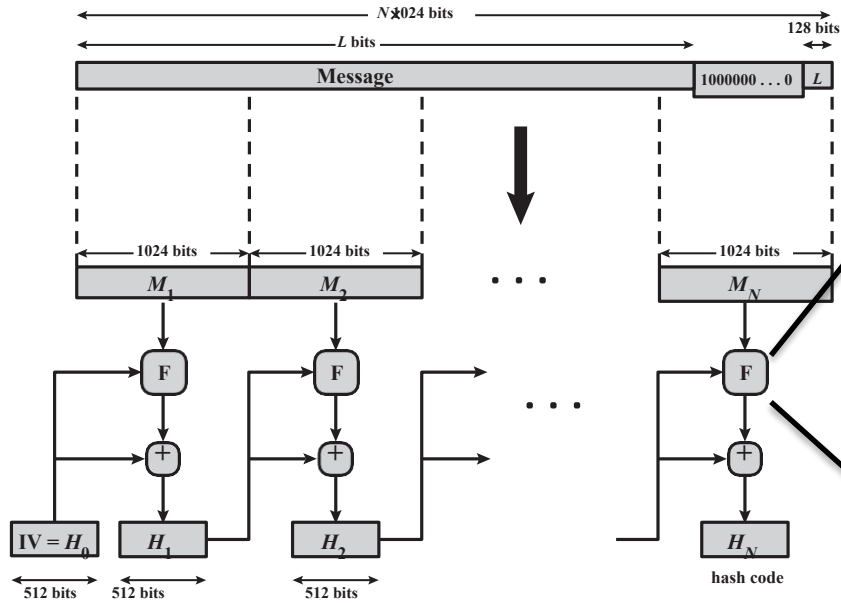 N×1024 bits
128 bits
L bits
Message
1000000 . . . 0
L
1024 bits
1024 bits
1024 bits
M1
M2
. . .
MN
F
F
F
. . .
+
+
+
IV = H0
H1
H2
HN
512 bits
512 bits
512 bits
hash code